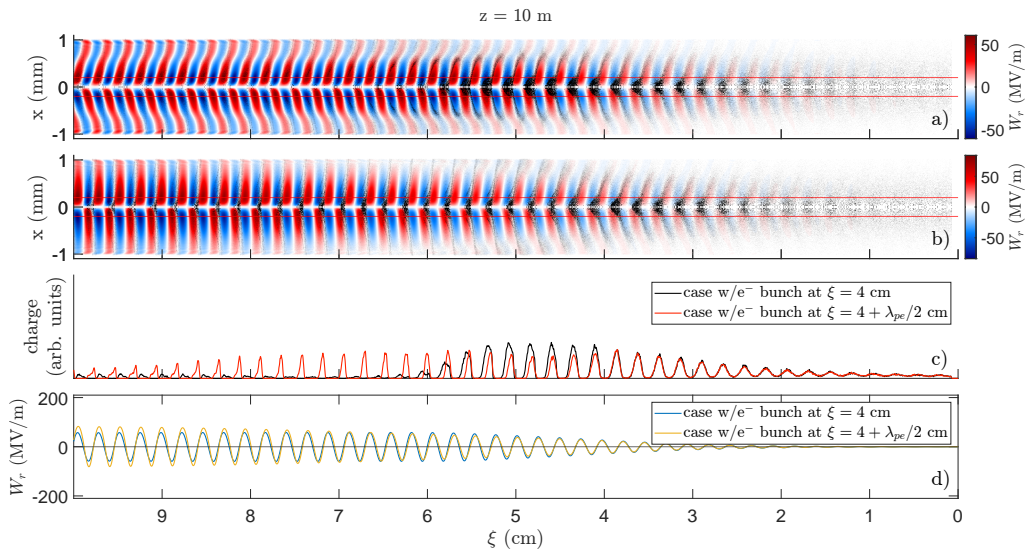 z = 10 m
1
0
-1
x (mm)
a)
50
0
-50
W_r (MV/m)
1
0
-1
x (mm)
b)
50
0
-50
W_r (MV/m)
charge
(arb. units)
case w/e⁻ bunch at ξ = 4 cm
case w/e⁻ bunch at ξ = 4 + λ_pe/2 cm
c)
200
0
-200
W_r (MV/m)
case w/e⁻ bunch at ξ = 4 cm
case w/e⁻ bunch at ξ = 4 + λ_pe/2 cm
d)
9 8 7 6 5 4 3 2 1 0
ξ (cm)